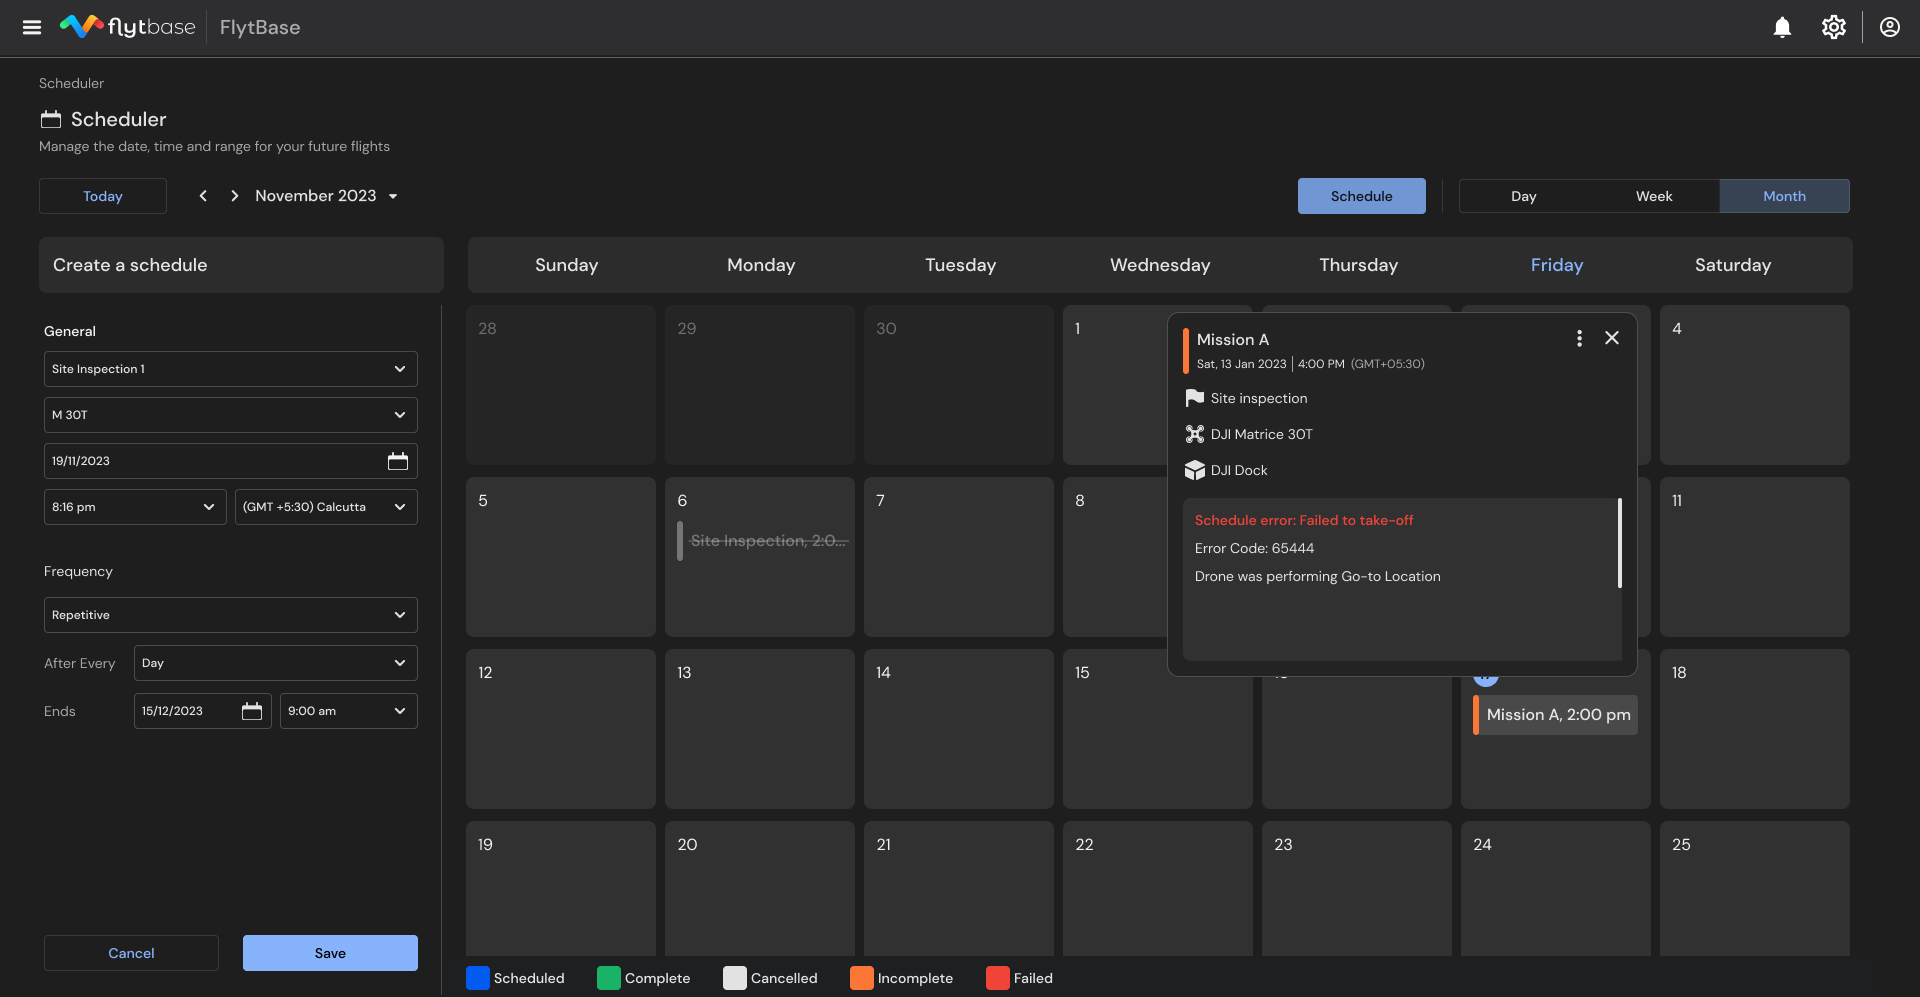 flytbase FlytBase
Scheduler
Scheduler
Manage the date, time and range for your future flights
Today November 2023 Schedule Day Week Month
Create a schedule
General
Site Inspection 1
M 30T
19/11/2023
8:16 pm (GMT +5:30) Calcutta
Frequency
Repetitive
After Every Day
Ends 15/12/2023 9:00 am
Cancel Save
Sunday Monday Tuesday Wednesday Thursday Friday Saturday
28 29 30 1 4
Mission A
Sat, 13 Jan 2023 4:00 PM (GMT+05:30)
Site inspection
DJI Matrice 30T
DJI Dock
Schedule error: Failed to take-off
Error Code: 65444
Drone was performing Go-to Location
5 6 7 8 11
Site Inspection, 2:0...
12 13 14 15 18
Mission A, 2:00 pm
19 20 21 22 23 24 25
Scheduled Complete Cancelled Incomplete Failed